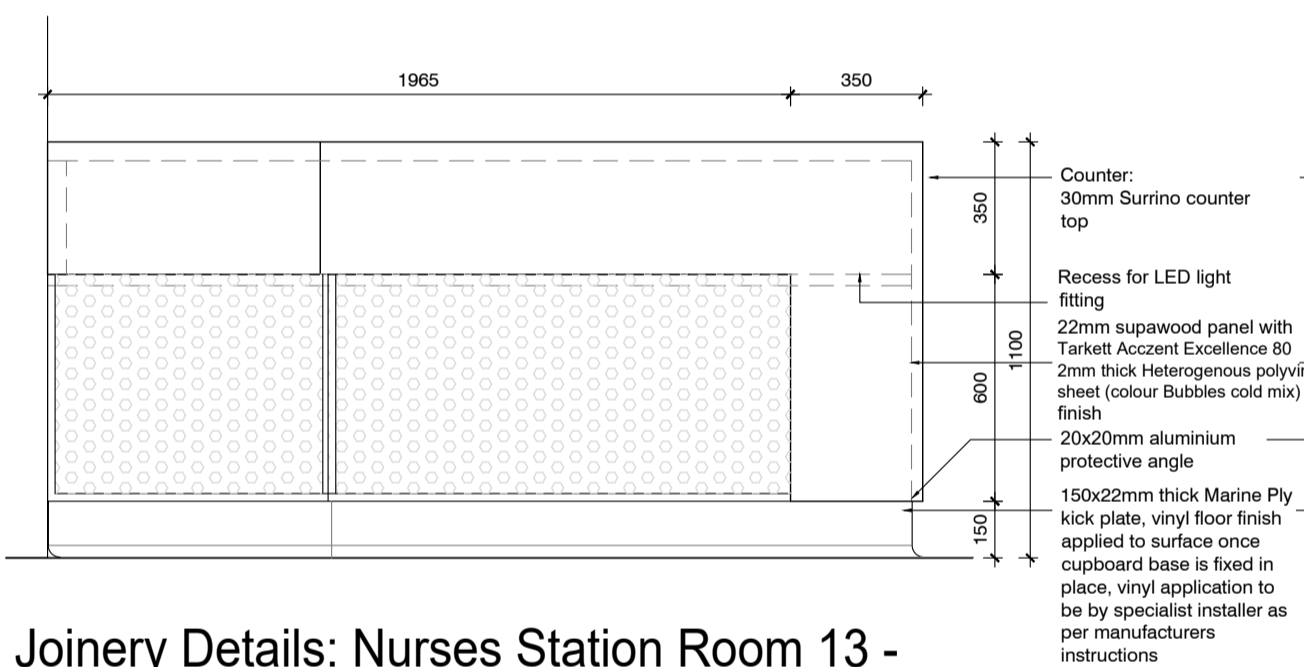 1965
350
Counter:
30mm Surrino counter
top
350
Recess for LED light
fitting
22mm supawood panel with
Tarkett Acczent Excellence 80
2mm thick Heterogenous
sheet (colour Bubbles cold mix)
finish
1100
600
20x20mm aluminium
protective angle
150x22mm thick Marine Ply
kick plate, vinyl floor finish
applied to surface once
cupboard base is fixed in
place, vinyl application to
be by specialist installer as
per manufacturers
instructions
150
Joinery Details: Nurses Station Room 13 -